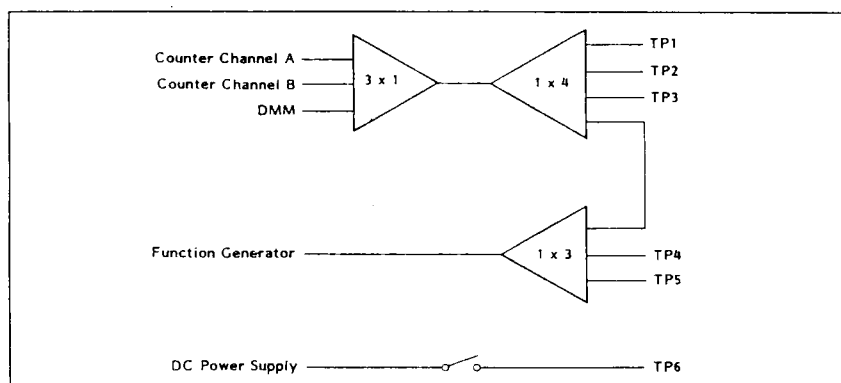 Counter Channel A
Counter Channel B
DMM
3 x 1
1 x 4
TP1
TP2
TP3
Function Generator
1 x 3
TP4
TP5
DC Power Supply
TP6